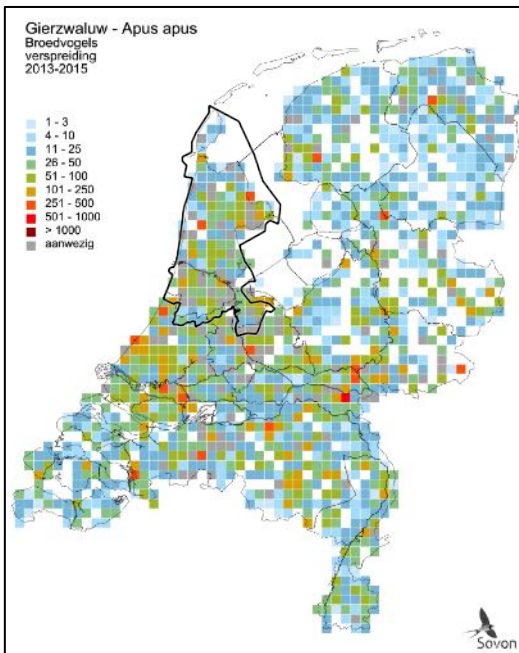 Gierzwaluw - Apus apus
Broedvogels
verspreiding
2013-2015
1 - 3
4 - 10
11 - 25
26 - 50
51 - 100
101 - 250
251 - 500
501 - 1000
> 1000
aanwezig
Sovon